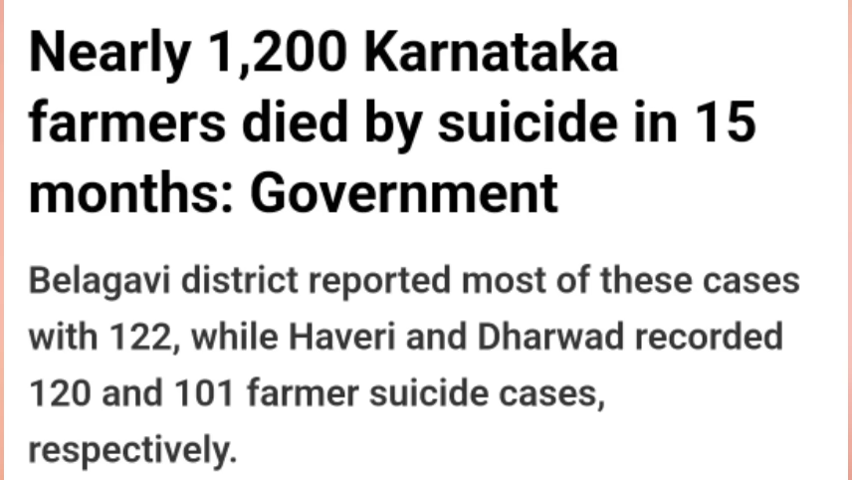 Nearly 1,200 Karnataka
farmers died by suicide in 15
months: Government
Belagavi district reported most of these cases
with 122, while Haveri and Dharwad recorded
120 and 101 farmer suicide cases,
respectively.